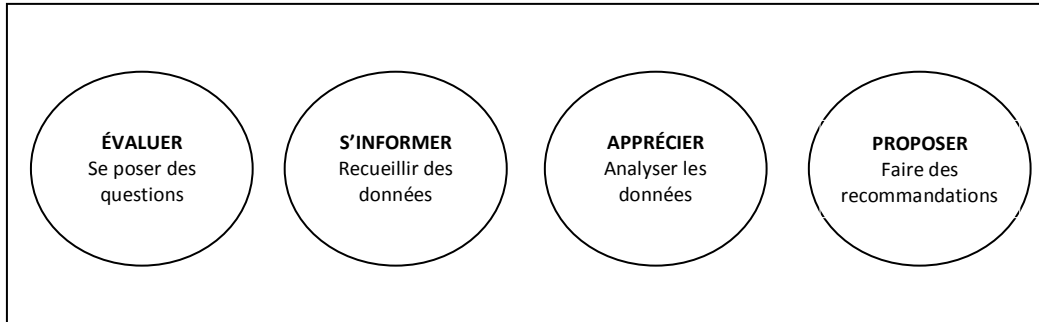 ÉVALUER
Se poser des
questions
S’INFORMER
Recueillir des
données
APPRÉCIER
Analyser les
données
PROPOSER
Faire des
recommandations